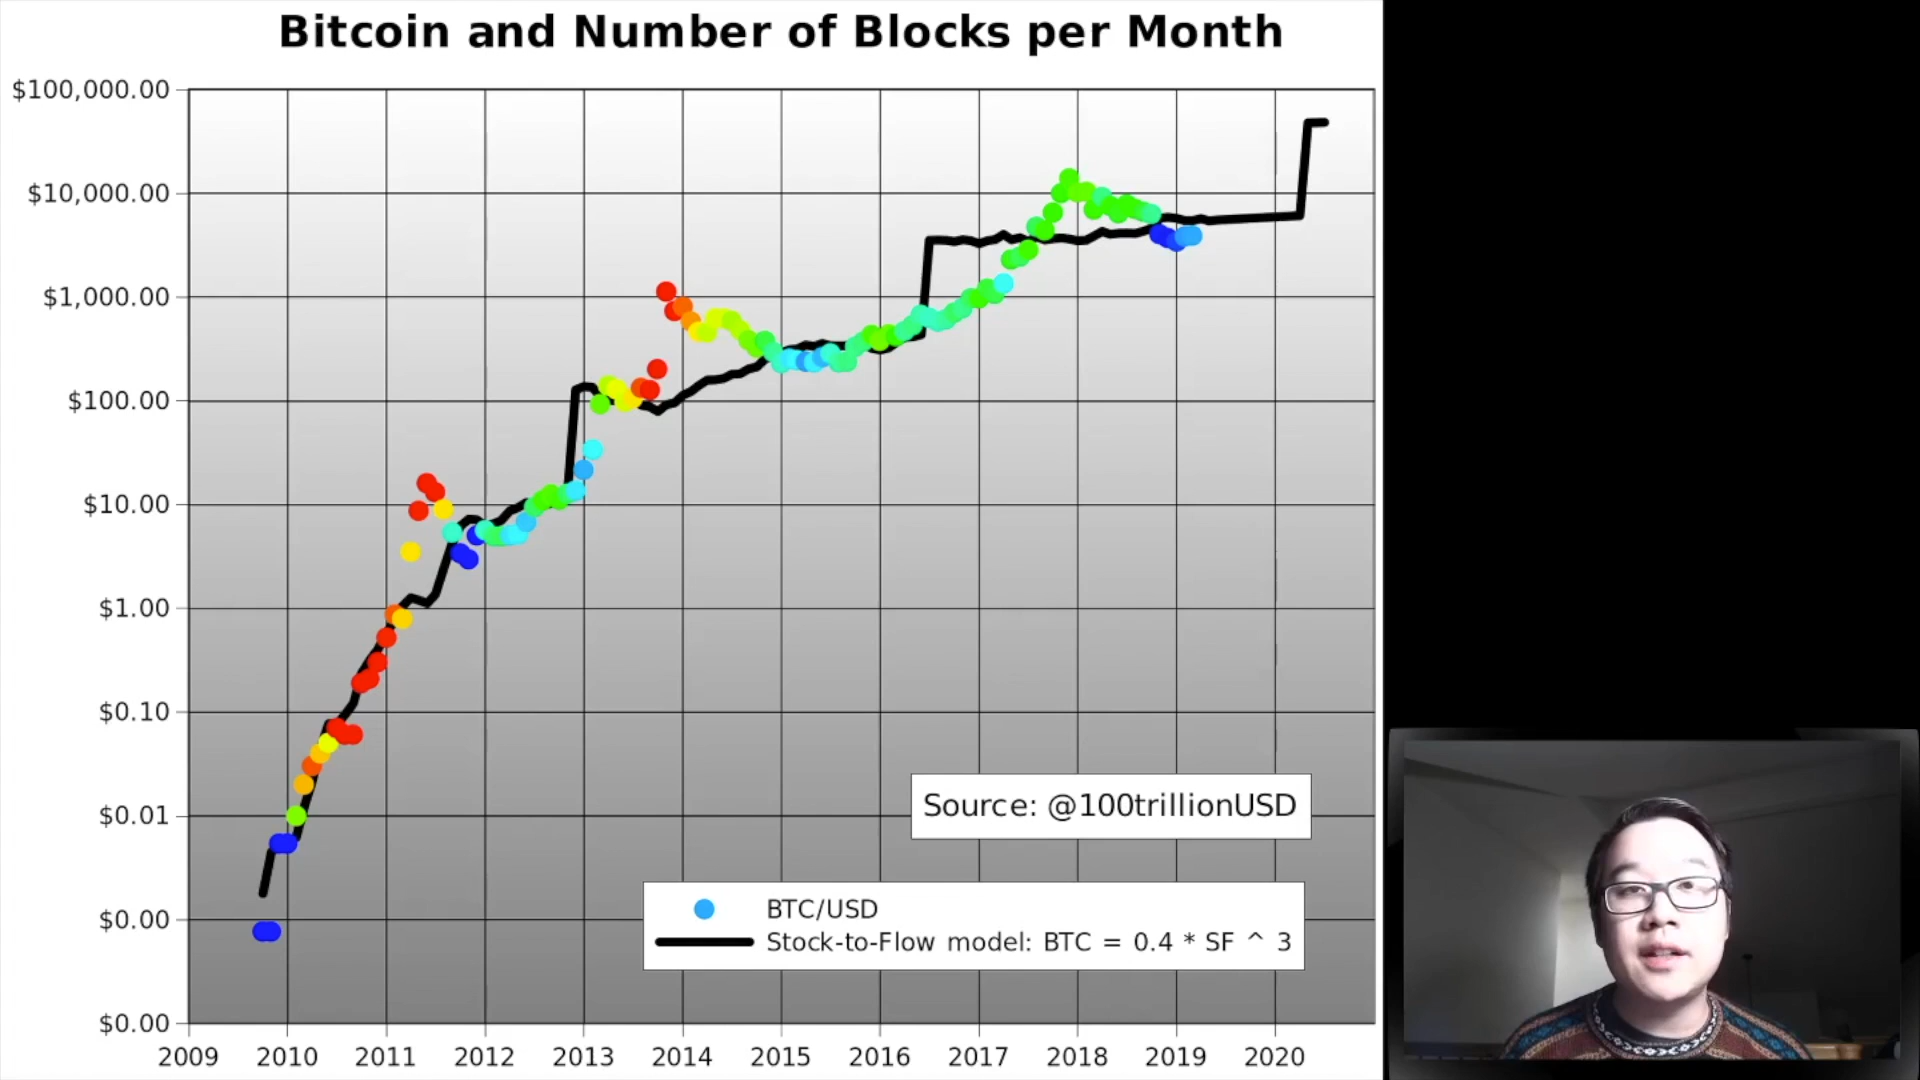 Bitcoin and Number of Blocks per Month
$100,000.00
$10,000.00
$1,000.00
$100.00
$10.00
$1.00
$0.10
$0.01
$0.00
$0.00
Source: @100trillionUSD
BTC/USD
Stock-to-Flow model: BTC = 0.4 * SF ^ 3
2009 2010 2011 2012 2013 2014 2015 2016 2017 2018 2019 2020